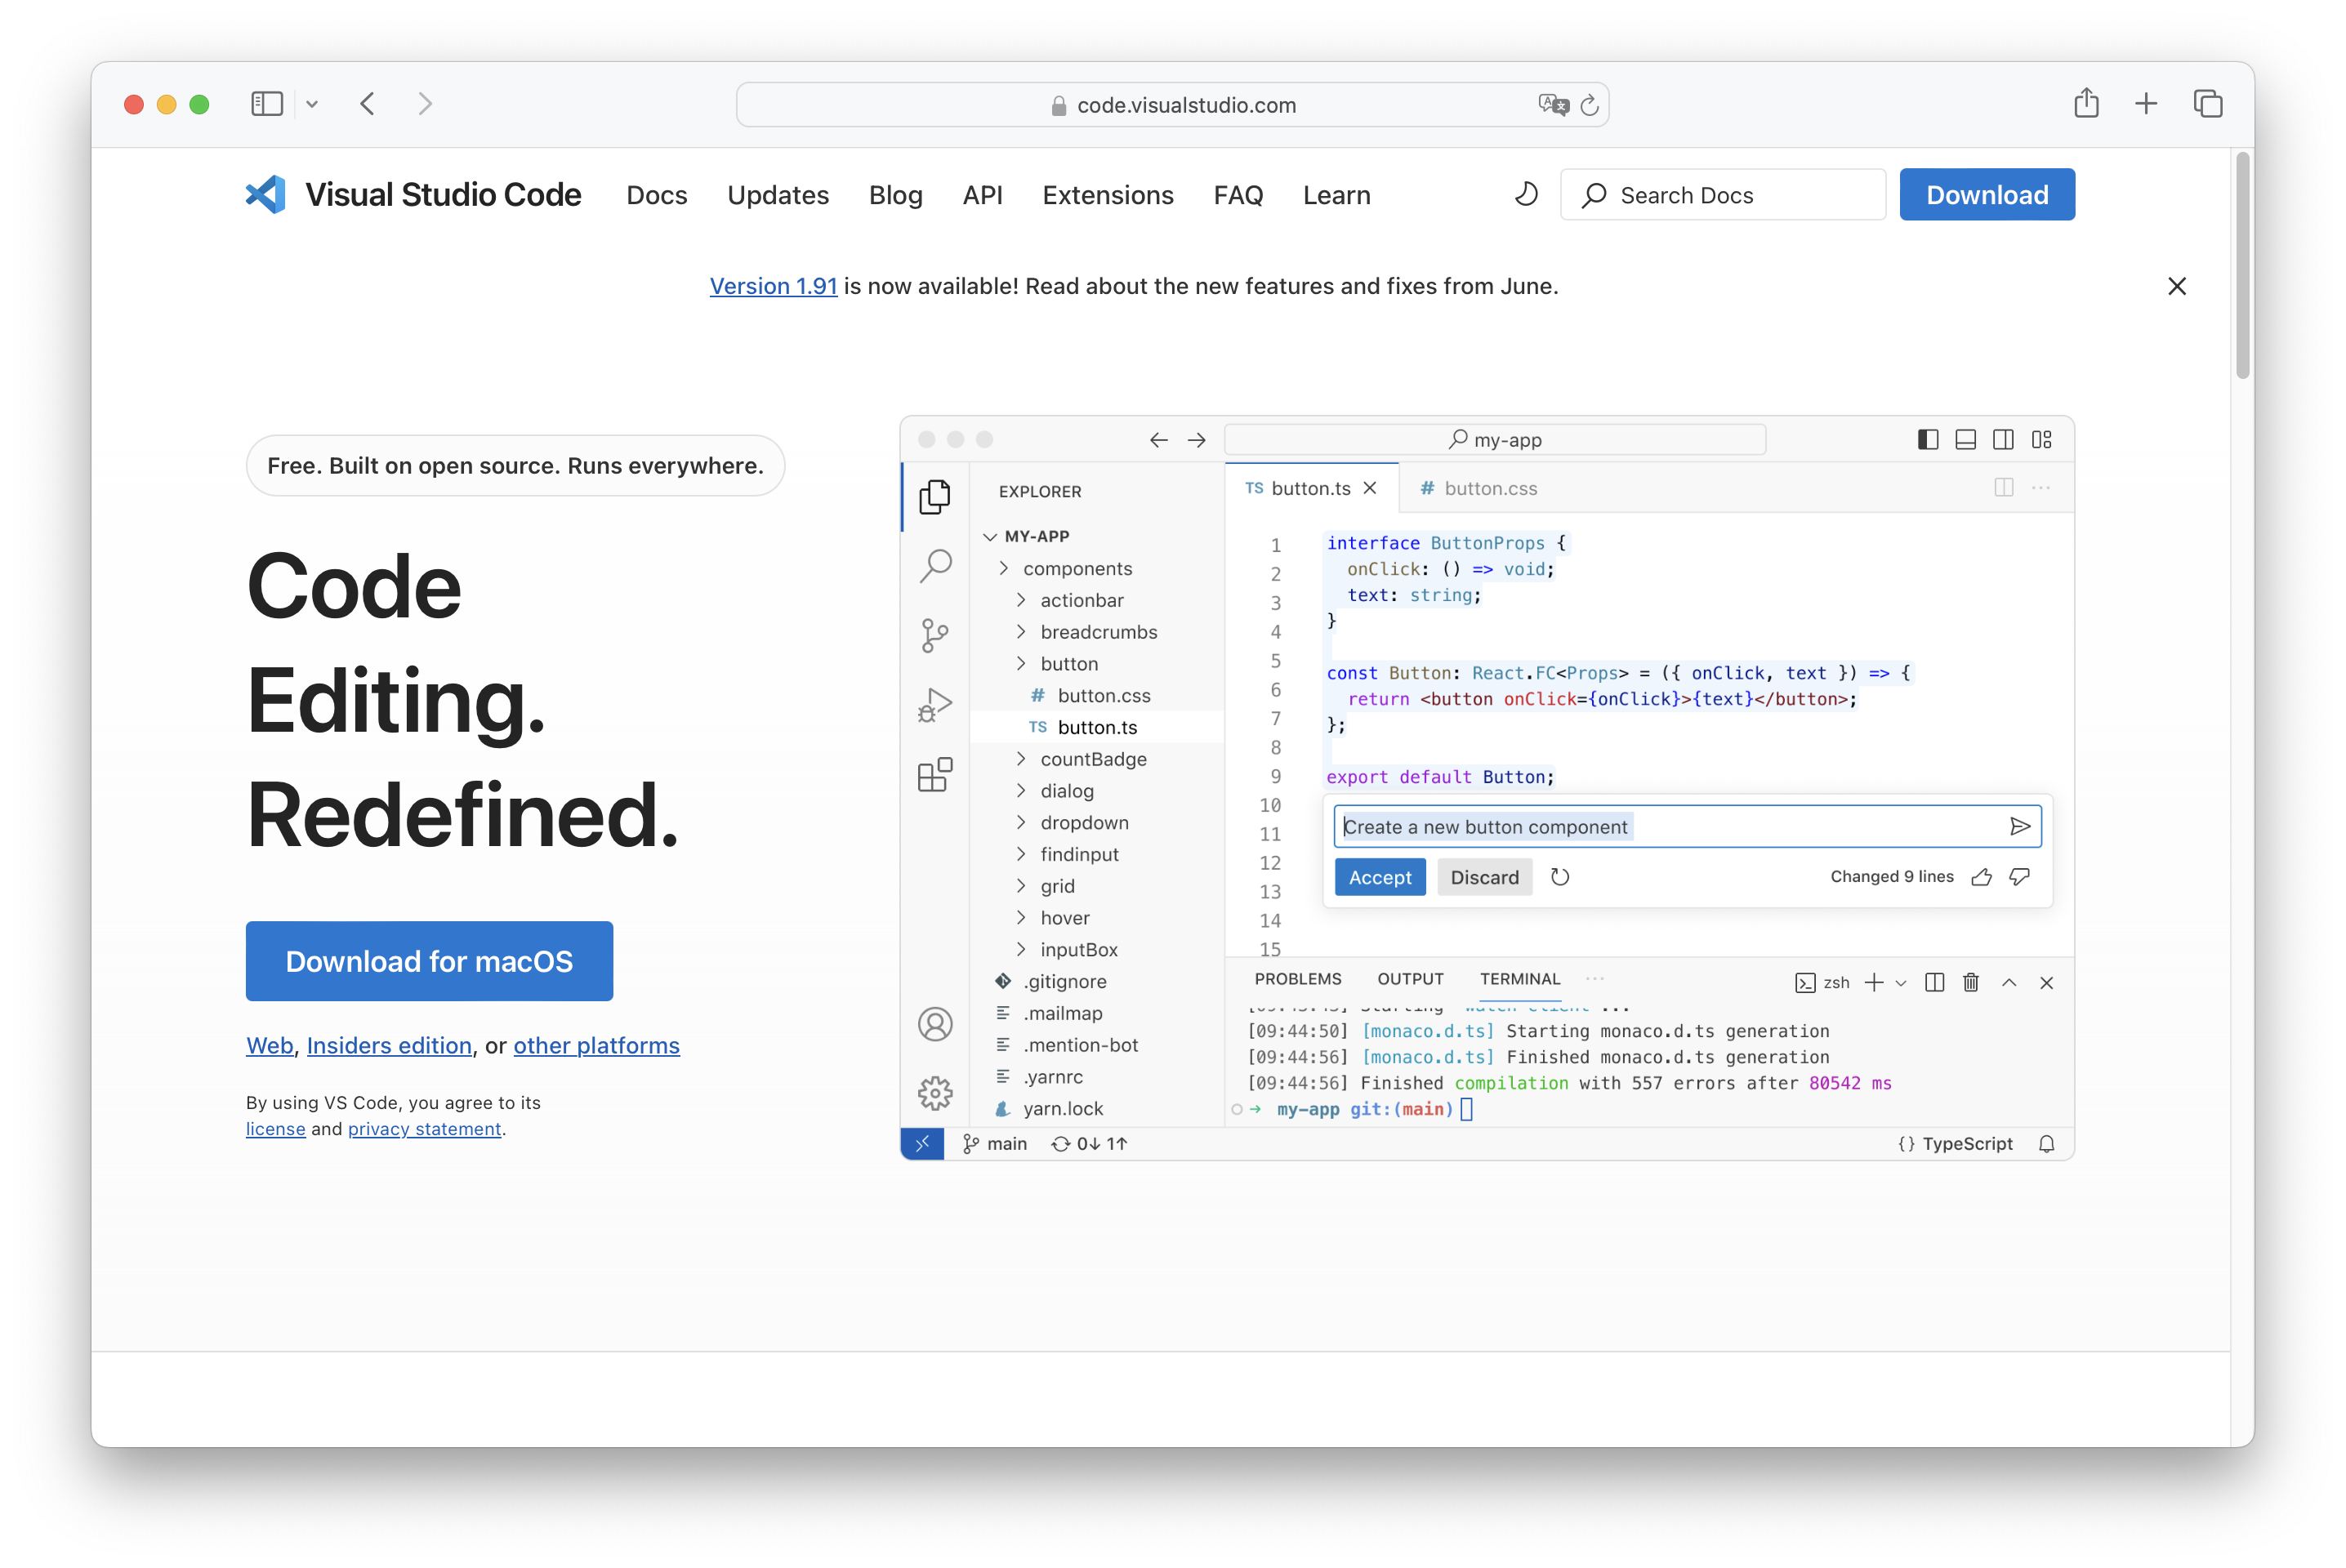 code.visualstudio.com
Visual Studio Code Docs Updates Blog API Extensions FAQ Learn Search Docs Download
Version 1.91 is now available! Read about the new features and fixes from June.
Free. Built on open source. Runs everywhere.
Code
Editing.
Redefined.
Download for macOS
Web, Insiders edition, or other platforms
By using VS Code, you agree to its
license and privacy statement.
my-app
EXPLORER
MY-APP
components
actionbar
breadcrumbs
button
# button.css
TS button.ts
countBadge
dialog
dropdown
findinput
grid
hover
inputBox
.gitignore
.mailmap
.mention-bot
.yarnrc
yarn.lock
TS button.ts # button.css
1 interface ButtonProps {
2 onClick: () => void;
3 text: string;
4 }
5
6 const Button: React.FC<Props> = ({ onClick, text }) => {
7 return <button onClick={onClick}>{text}</button>;
8 };
9
10 export default Button;
11
12
13
14
15
Create a new button component
Accept Discard Changed 9 lines
PROBLEMS OUTPUT TERMINAL ··· zsh
[09:44:50] [monaco.d.ts] Starting monaco.d.ts generation
[09:44:56] [monaco.d.ts] Finished monaco.d.ts generation
[09:44:56] Finished compilation with 557 errors after 80542 ms
→ my-app git:(main)
main 0↓ 1↑ {} TypeScript